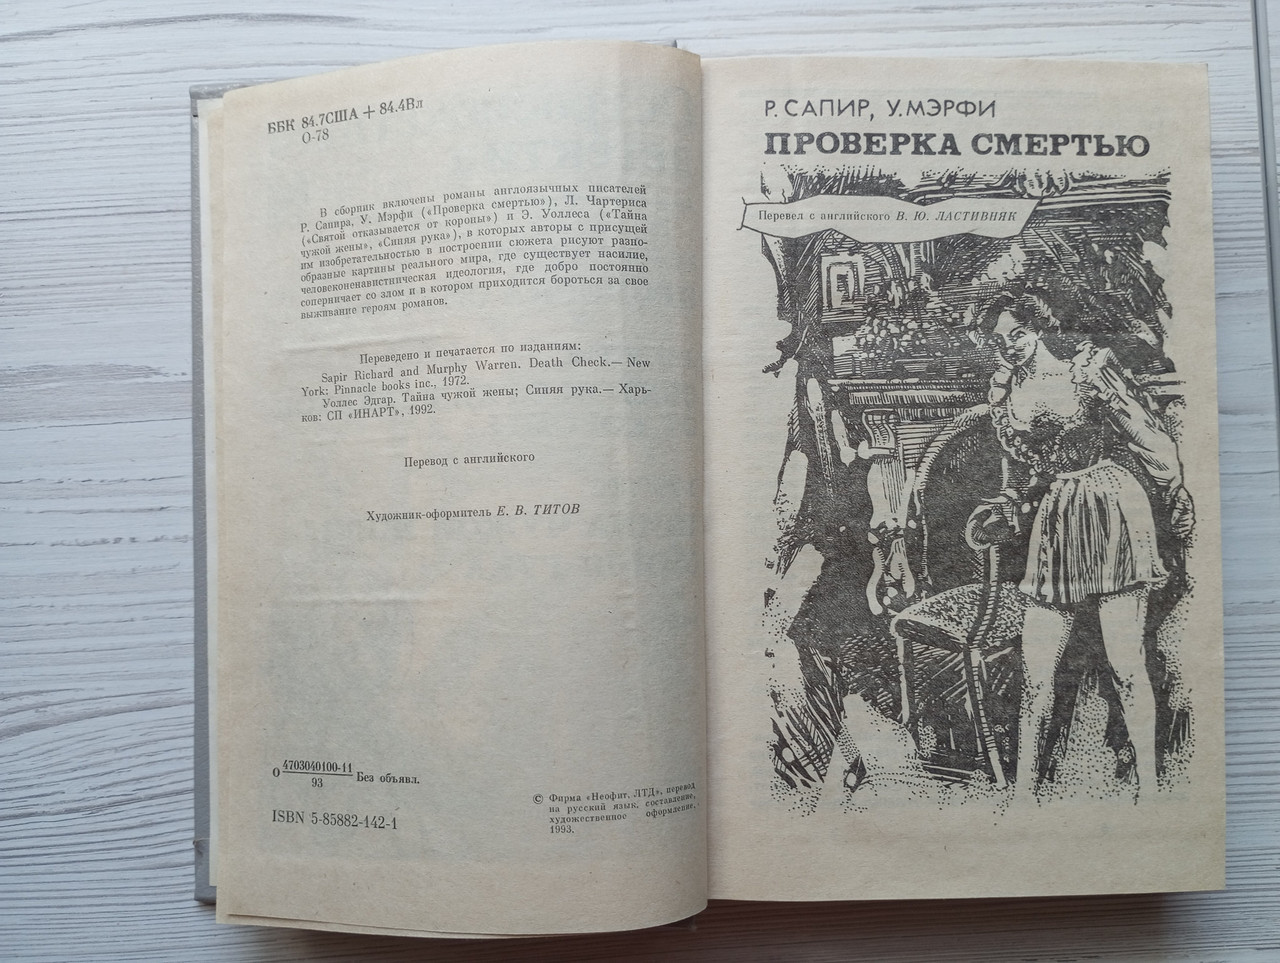 ББК 84.7США + 84.4Вл
О-78
В сборник включены романы англоязычных писателей
Р. Сапира, У. Мэрфи («Проверка смертью»), Л. Чартериса
(«Святой отказывается от короны») и Э. Уоллеса («Тайна
чужой жены», «Синяя рука»), в которых авторы с присущей
им изобретательностью в построении сюжета рисуют разно-
образные картины реального мира, где существует насилие,
человеконенавистническая идеология, где добро постоянно
соперничает со злом и в котором приходится бороться за свое
выживание героям романов.
Переведено и печатается по изданиям:
Sapir Richard and Murphy Warren. Death Check.— New
York: Pinnacle books inc., 1972.
Уоллес Эдгар. Тайна чужой жены; Синяя рука.— Харь-
ков: СП «ИНАРТ», 1992.
Перевод с английского
Художник-оформитель Е. В. ТИТОВ
О 4703040100-11
93 Без объявл.
ISBN 5-85882-142-1
© Фирма «Неофит, ЛТД», перевод
на русский язык, составление,
художественное оформление,
1993.
Р. САПИР, У. МЭРФИ
ПРОВЕРКА СМЕРТЬЮ
Перевел с английского В. Ю. ЛАСТИВНЯК